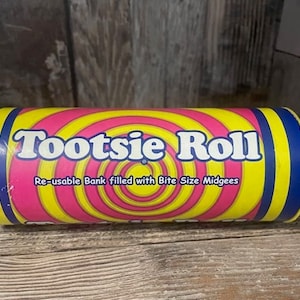 Tootsie Roll
Re-usable Bank filled with Bite Size Midgees